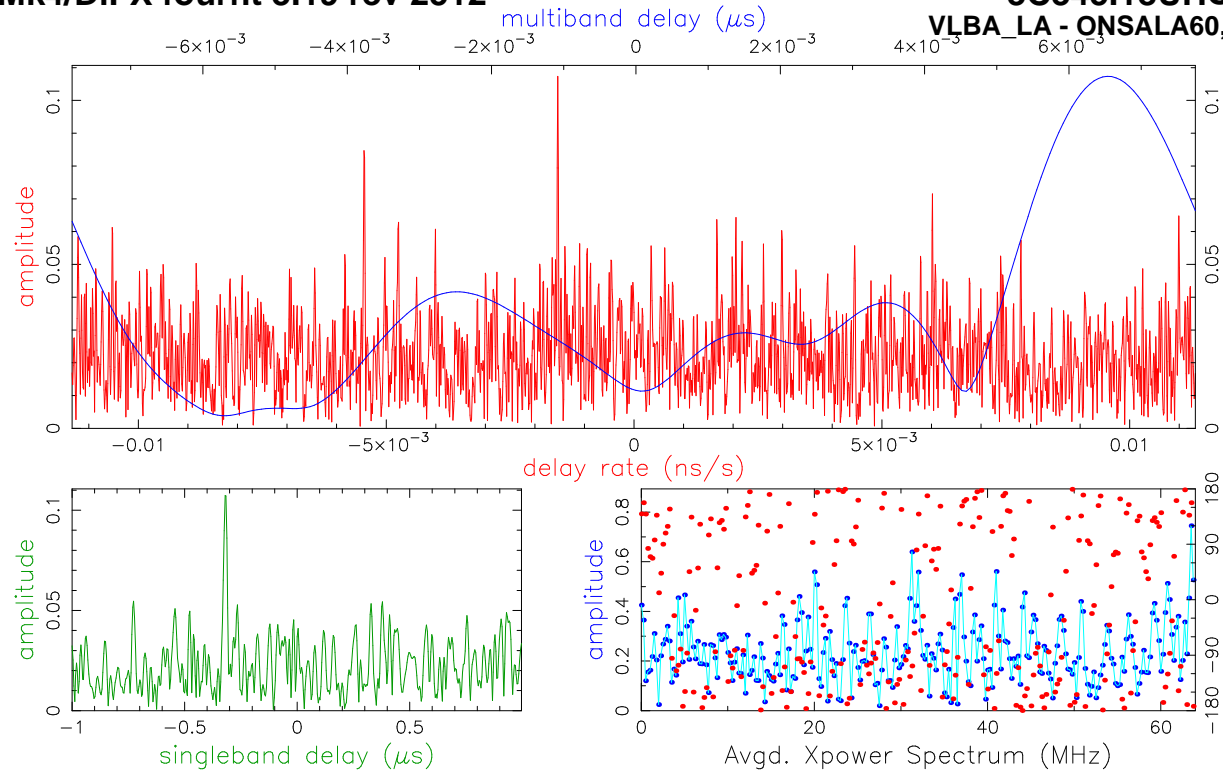 multiband delay (μs)
VLBA_LA - ONSALA60,
−6×10⁻³ −4×10⁻³ −2×10⁻³ 0 2×10⁻³ 4×10⁻³ 6×10⁻³
amplitude
0 0.05 0.1
0 0.05 0.1
−0.01 −5×10⁻³ 0 5×10⁻³ 0.01
delay rate (ns/s)
amplitude
0 0.05 0.1
−1 −0.5 0 0.5
singleband delay (μs)
amplitude
0 0.2 0.4 0.6 0.8
−180 −90 0 90 180
0 20 40 60
Avgd. Xpower Spectrum (MHz)